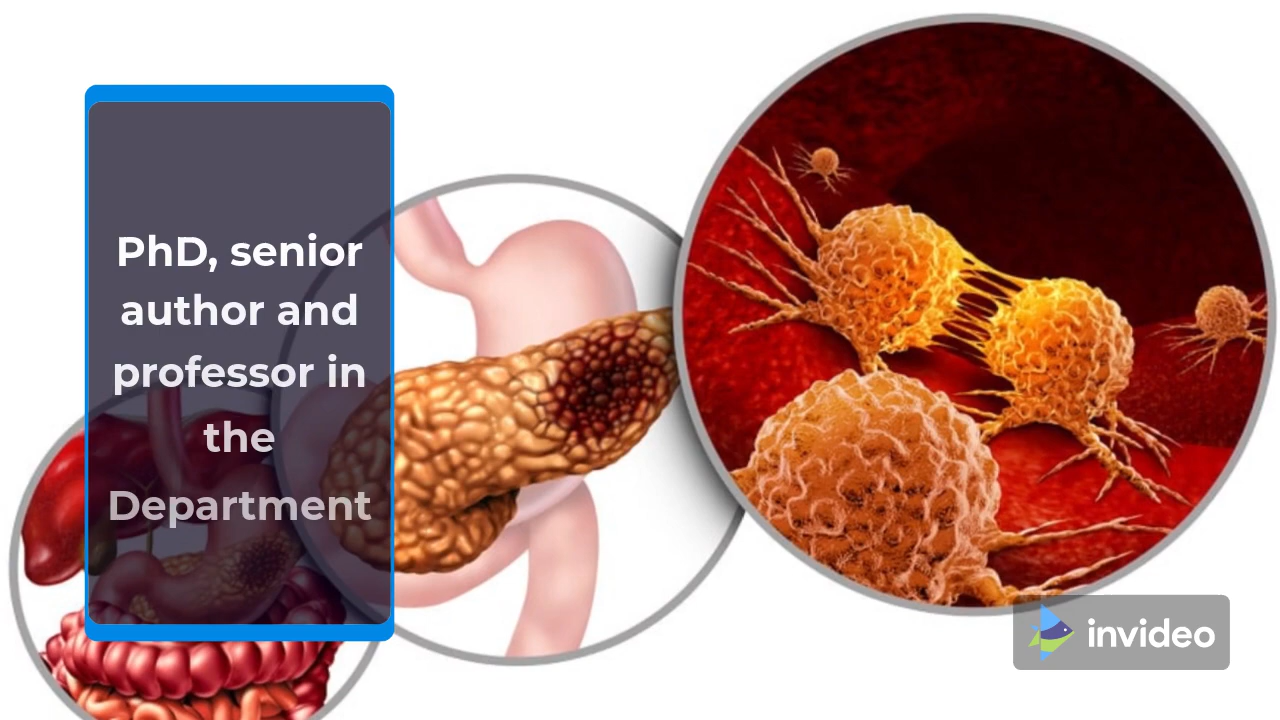 PhD, senior
author and
professor in
the
Department
invideo